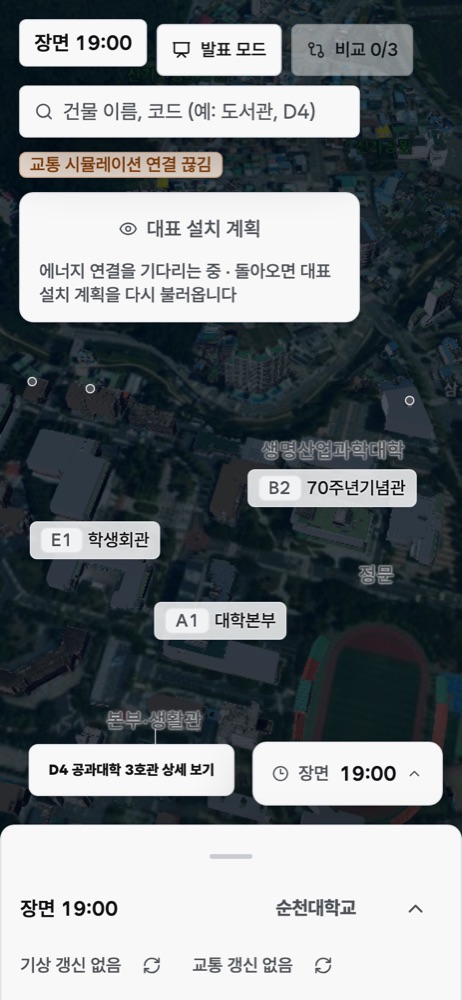 장면 19:00
발표 모드
비교 0/3
건물 이름, 코드 (예: 도서관, D4)
교통 시뮬레이션 연결 끊김
대표 설치 계획
에너지 연결을 기다리는 중 · 돌아오면 대표
설치 계획을 다시 불러옵니다
생명산업과학대학
B2 70주년기념관
E1 학생회관
정문
A1 대학본부
본부·생활관
D4 공과대학 3호관 상세 보기
장면 19:00
장면 19:00
순천대학교
기상 갱신 없음
교통 갱신 없음